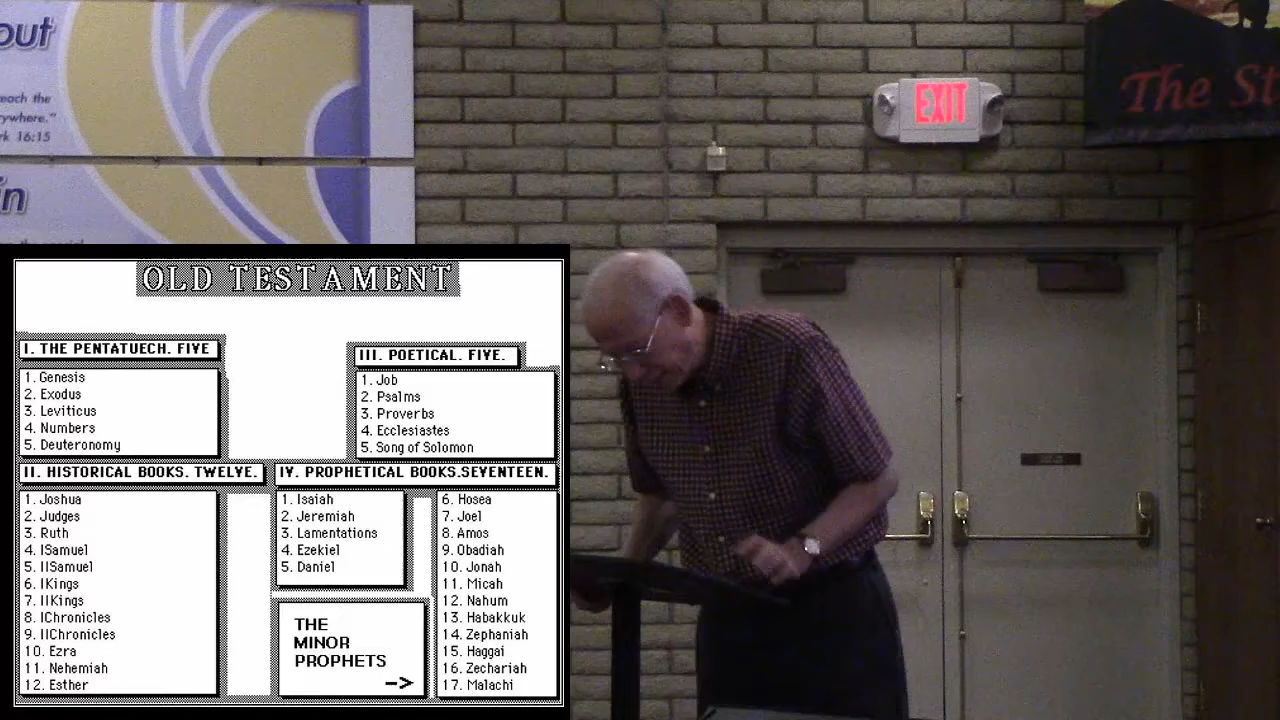 out
each the
ywhere."
rk 16:15
in
EXIT
The St
OLD TESTAMENT
I. THE PENTATUECH. FIVE
1. Genesis
2. Exodus
3. Leviticus
4. Numbers
5. Deuteronomy
III. POETICAL. FIVE.
1. Job
2. Psalms
3. Proverbs
4. Ecclesiastes
5. Song of Solomon
II. HISTORICAL BOOKS. TWELVE.
1. Joshua
2. Judges
3. Ruth
4. ISamuel
5. IISamuel
6. IKings
7. IIKings
8. IChronicles
9. IIChronicles
10. Ezra
11. Nehemiah
12. Esther
IV. PROPHETICAL BOOKS.SEVENTEEN.
1. Isaiah
2. Jeremiah
3. Lamentations
4. Ezekiel
5. Daniel
THE
MINOR
PROPHETS
->
6. Hosea
7. Joel
8. Amos
9. Obadiah
10. Jonah
11. Micah
12. Nahum
13. Habakkuk
14. Zephaniah
15. Haggai
16. Zechariah
17. Malachi